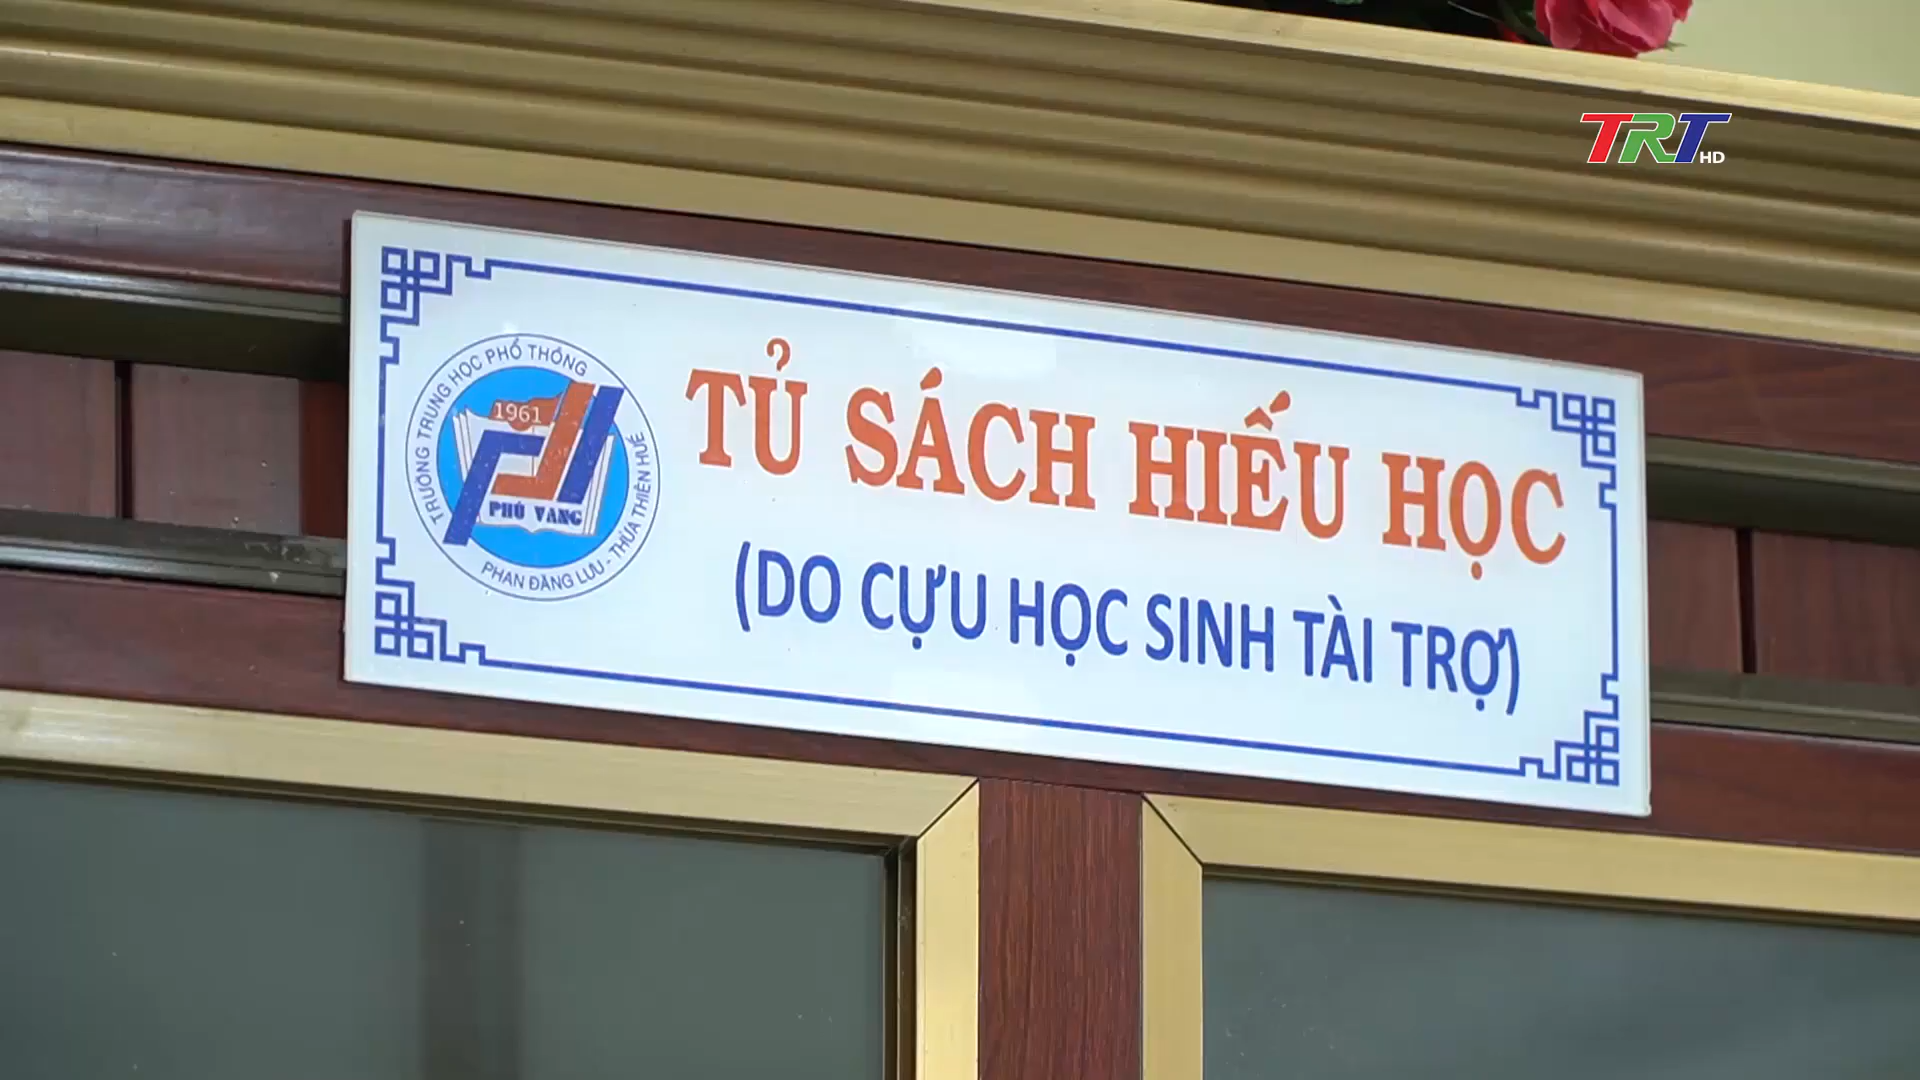 TRT HD
TỦ SÁCH HIẾU HỌC
(DO CỰU HỌC SINH TÀI TRỢ)
TRƯỜNG TRUNG HỌC PHỔ THÔNG
1961
PHÚ VANG
PHAN ĐĂNG LƯU - THỪA THIÊN HUẾ